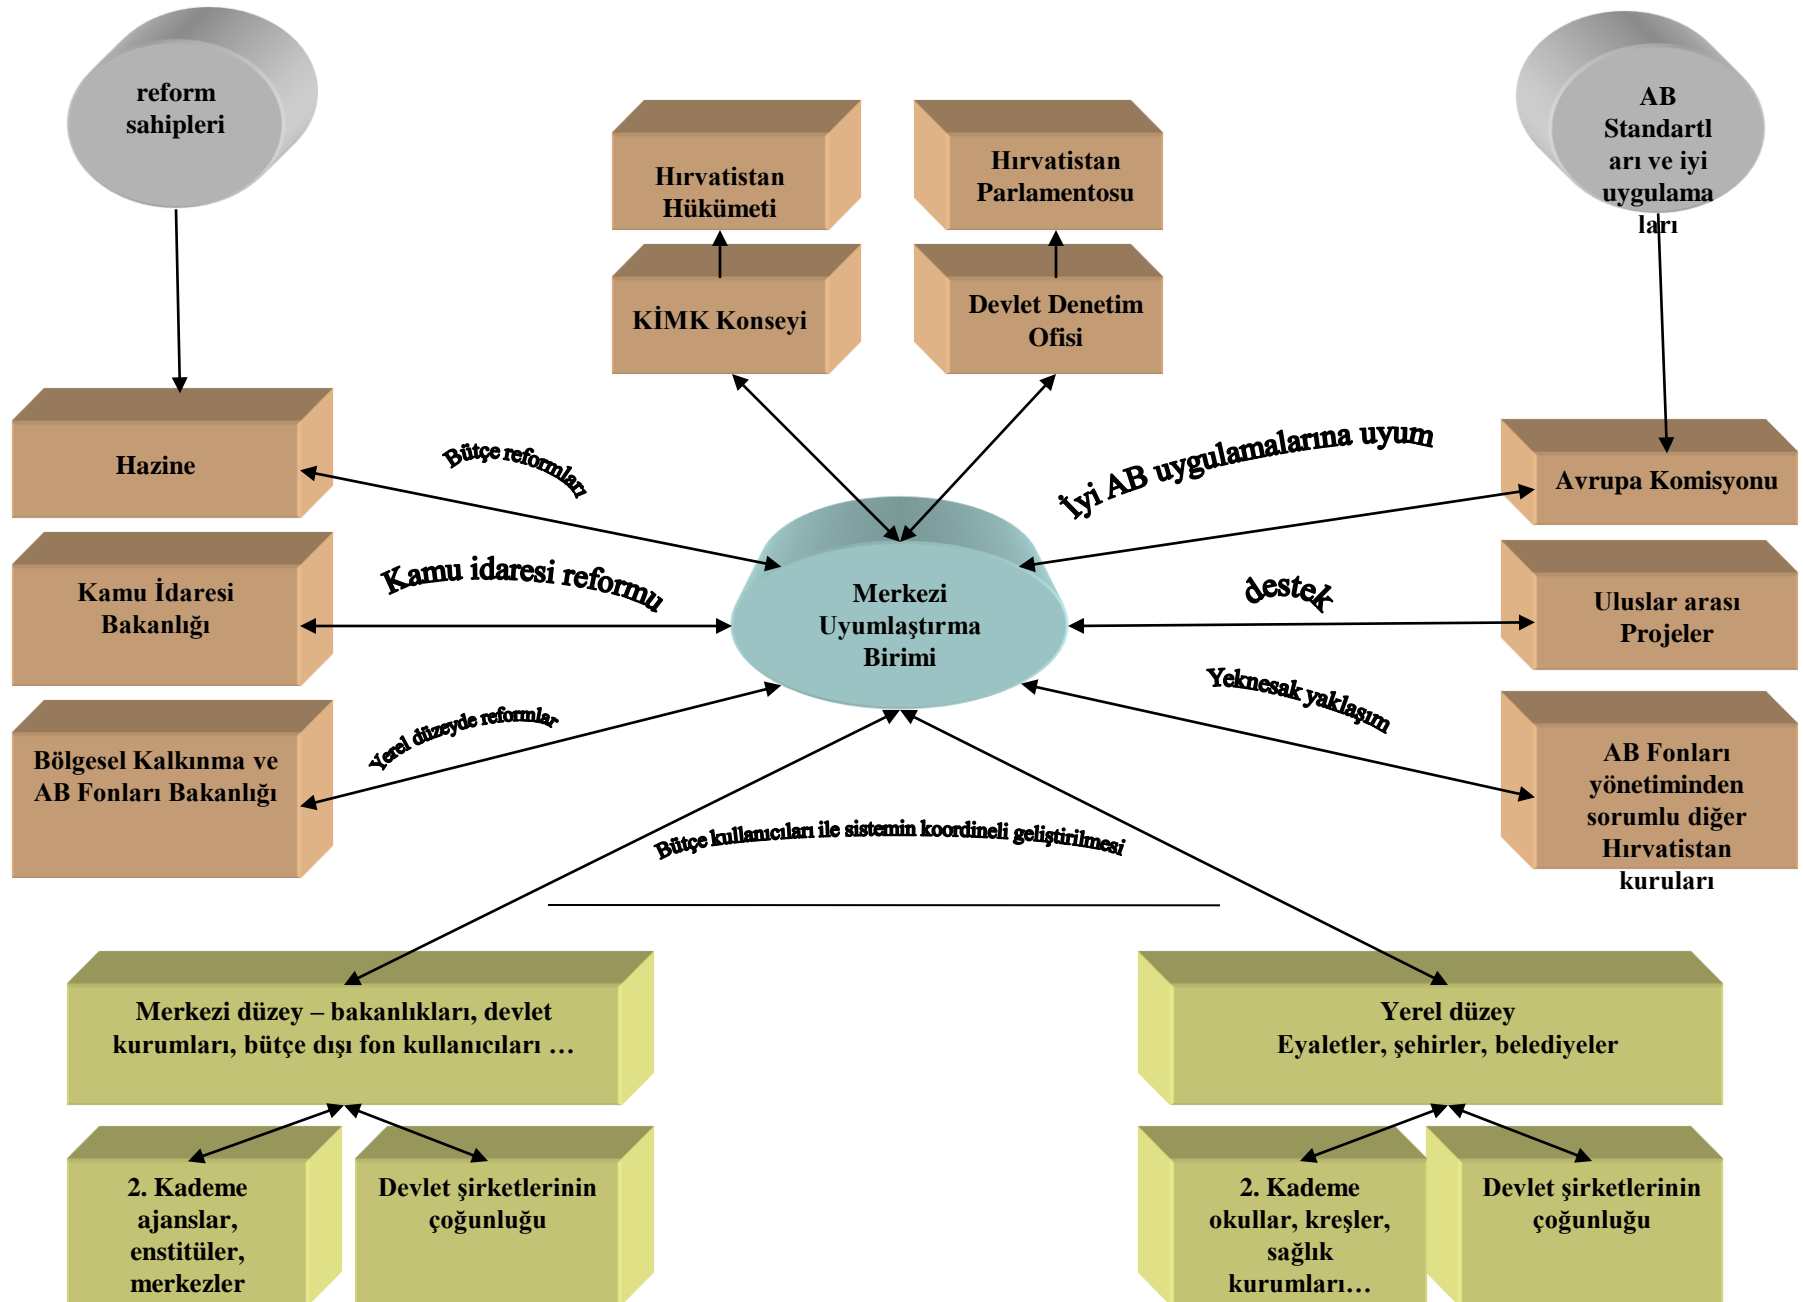 reform
sahipleri
AB
Standartl
arı ve iyi
uygulama
ları
Hırvatistan
Hükümeti
Hırvatistan
Parlamentosu
KİMK Konseyi
Devlet Denetim
Ofisi
Hazine
Bütçe reformları
İyi AB uygulamalarına uyum
Avrupa Komisyonu
Kamu İdaresi
Bakanlığı
Kamu idaresi reformu
Merkezi
Uyumlaştırma
Birimi
destek
Uluslar arası
Projeler
Bölgesel Kalkınma ve
AB Fonları Bakanlığı
Yerel düzeyde reformlar
Yeknesak yaklaşım
AB Fonları
yönetiminden
sorumlu diğer
Hırvatistan
kuruları
Bütçe kullanıcıları ile sistemin koordineli geliştirilmesi
Merkezi düzey – bakanlıkları, devlet
kurumları, bütçe dışı fon kullanıcıları …
Yerel düzey
Eyaletler, şehirler, belediyeler
2. Kademe
ajanslar,
enstitüler,
merkezler
Devlet şirketlerinin
çoğunluğu
2. Kademe
okullar, kreşler,
sağlık
kurumları…
Devlet şirketlerinin
çoğunluğu